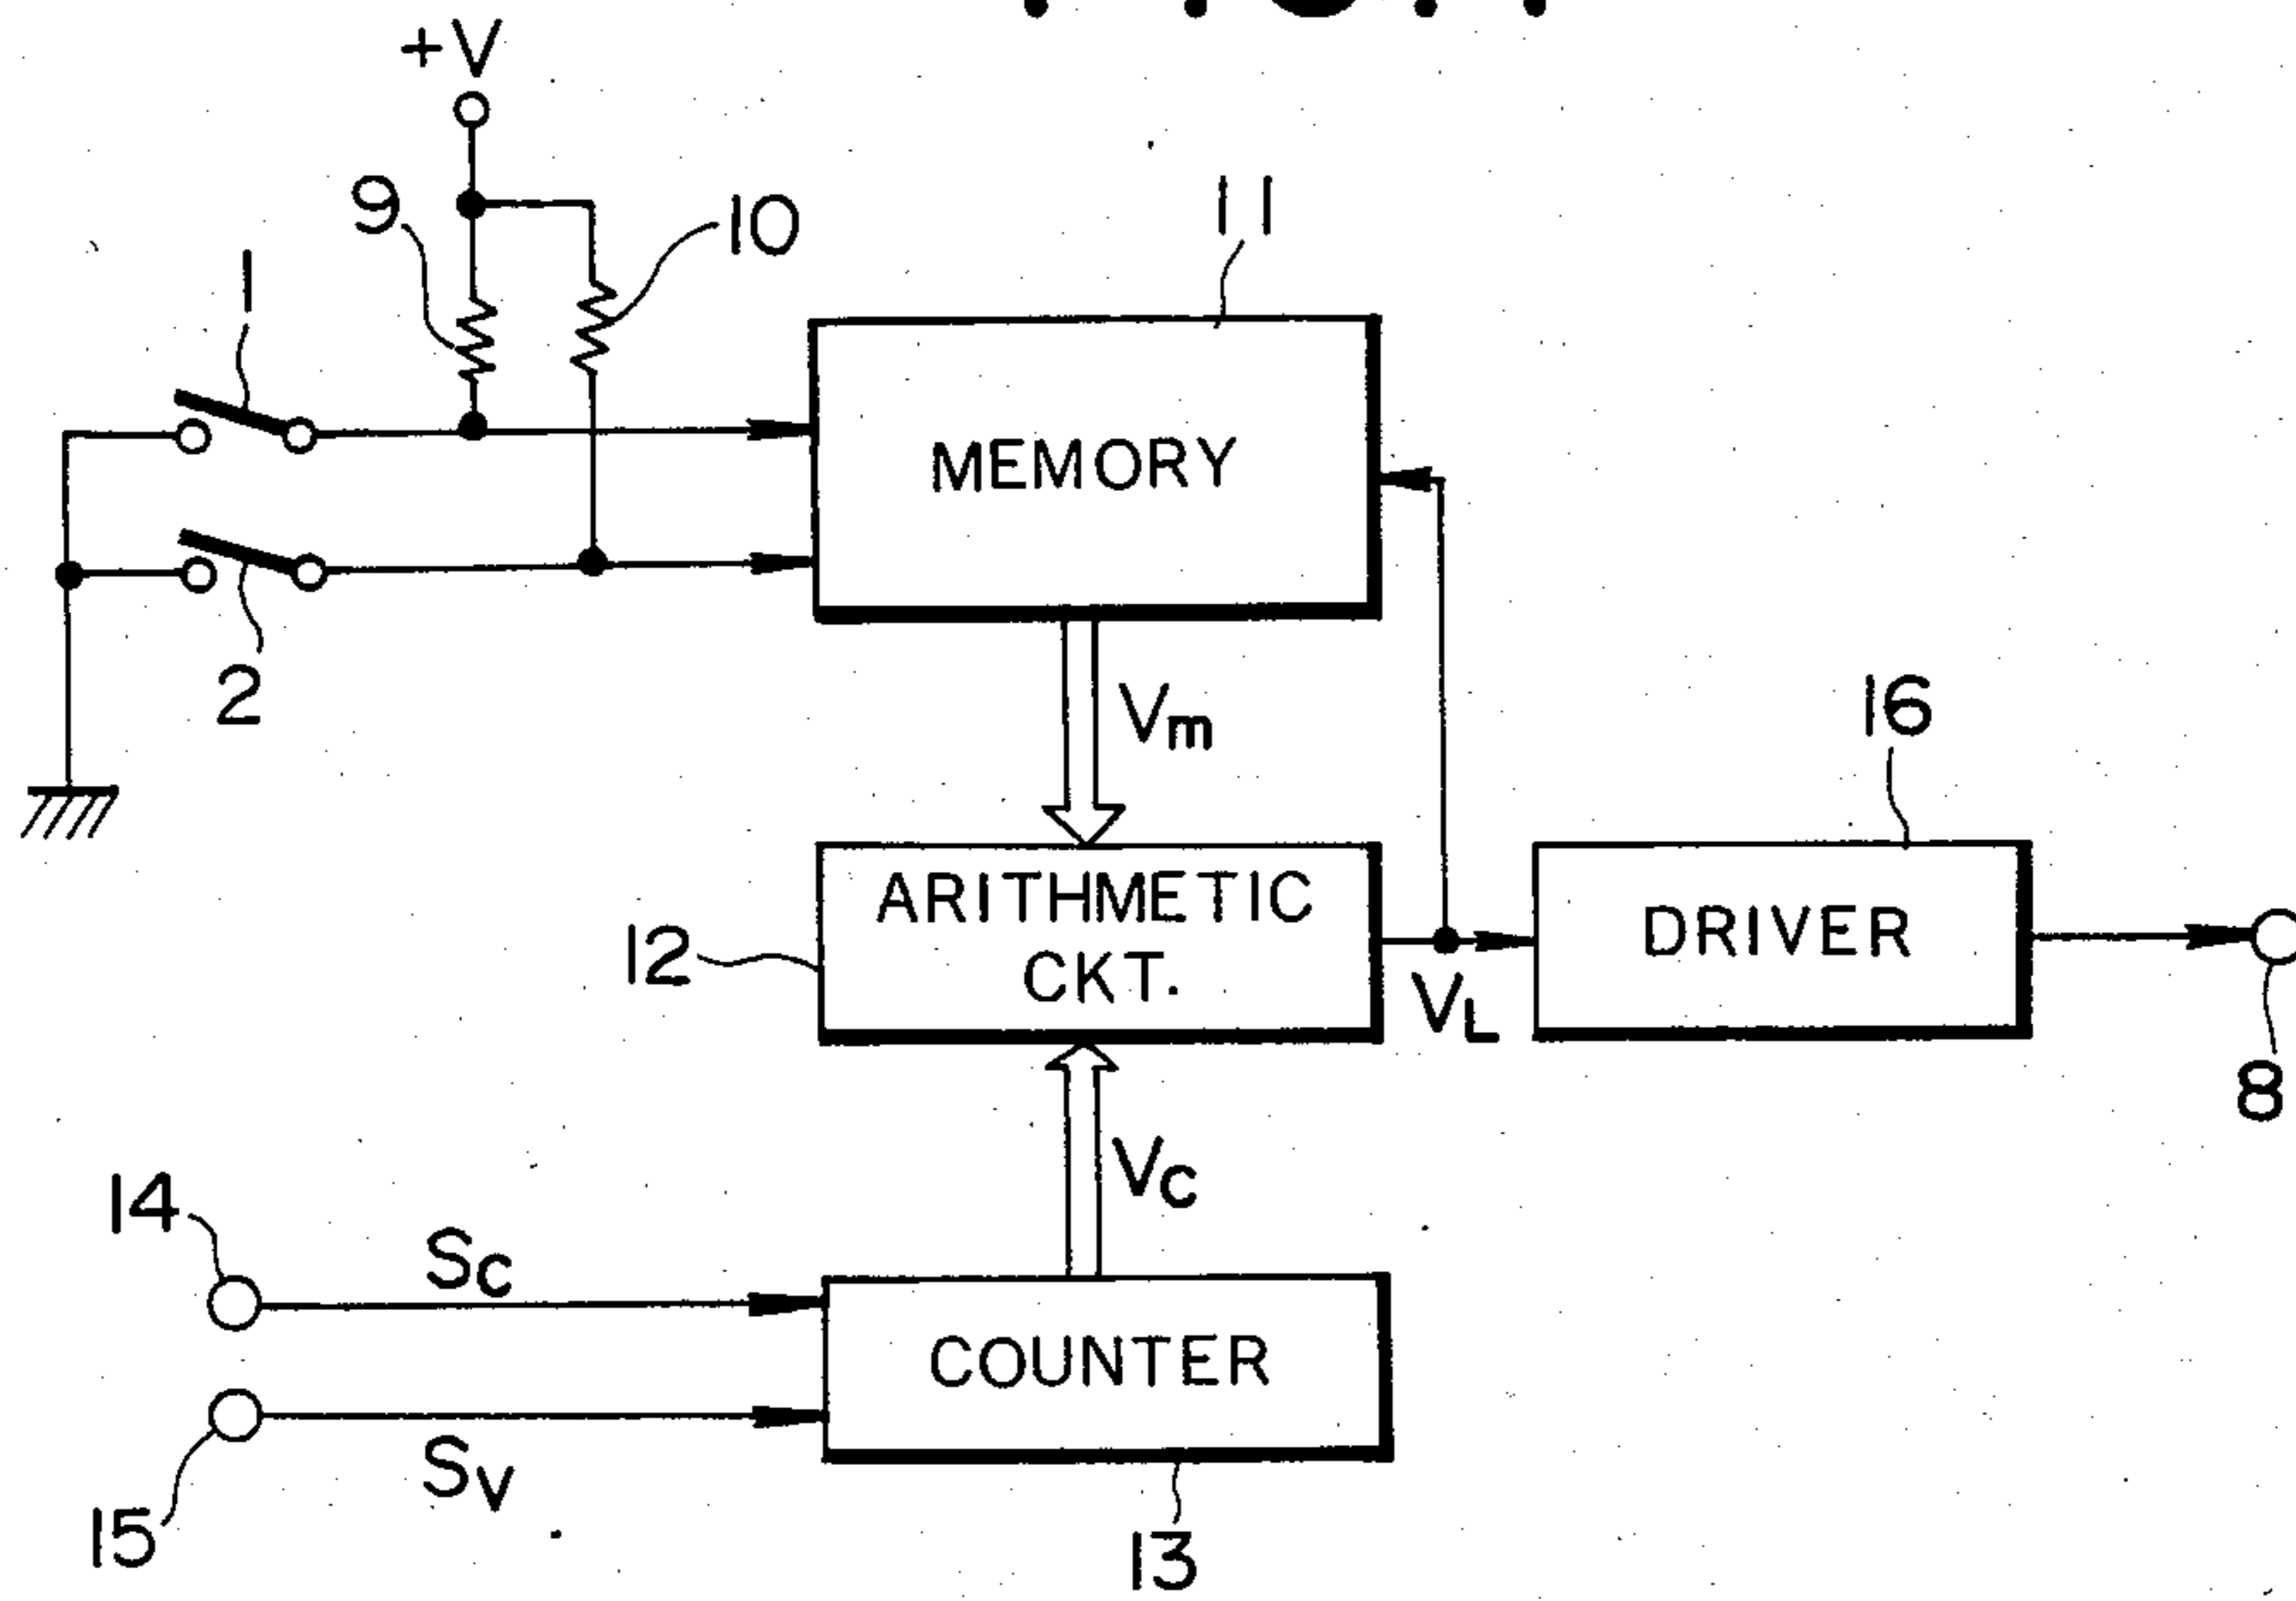 +V
9
10
11
1
MEMORY
2
Vm
16
ARITHMETIC
CKT.
DRIVER
12
VL
8
VC
14
SC
COUNTER
SV
15
13